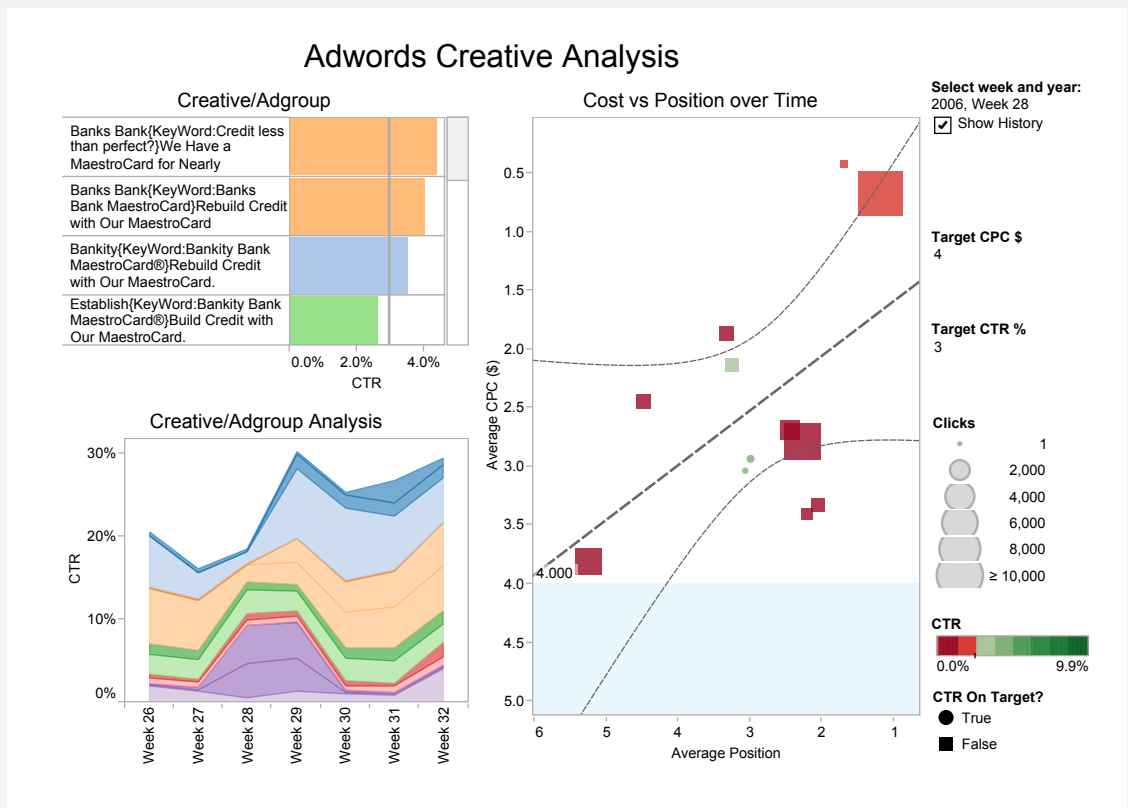 Adwords Creative Analysis
Creative/Adgroup
Banks Bank{KeyWord:Credit less
than perfect?}We Have a
MaestroCard for Nearly
Banks Bank{KeyWord:Banks
Bank MaestroCard}Rebuild Credit
with Our MaestroCard
Bankity{KeyWord:Bankity Bank
MaestroCard®}Rebuild Credit
with Our MaestroCard.
Establish{KeyWord:Bankity Bank
MaestroCard®}Build Credit with
Our MaestroCard.
0.0% 2.0% 4.0%
CTR
Creative/Adgroup Analysis
30%
20%
10%
0%
CTR
Week 26
Week 27
Week 28
Week 29
Week 30
Week 31
Week 32
Cost vs Position over Time
0.5
1.0
1.5
2.0
2.5
3.0
3.5
4.0
4.5
5.0
Average CPC ($)
4.000
6 5 4 3 2 1
Average Position
Select week and year:
2006, Week 28
Show History
Target CPC $
4
Target CTR %
3
Clicks
1
2,000
4,000
6,000
8,000
≥ 10,000
CTR
0.0% 9.9%
CTR On Target?
True
False